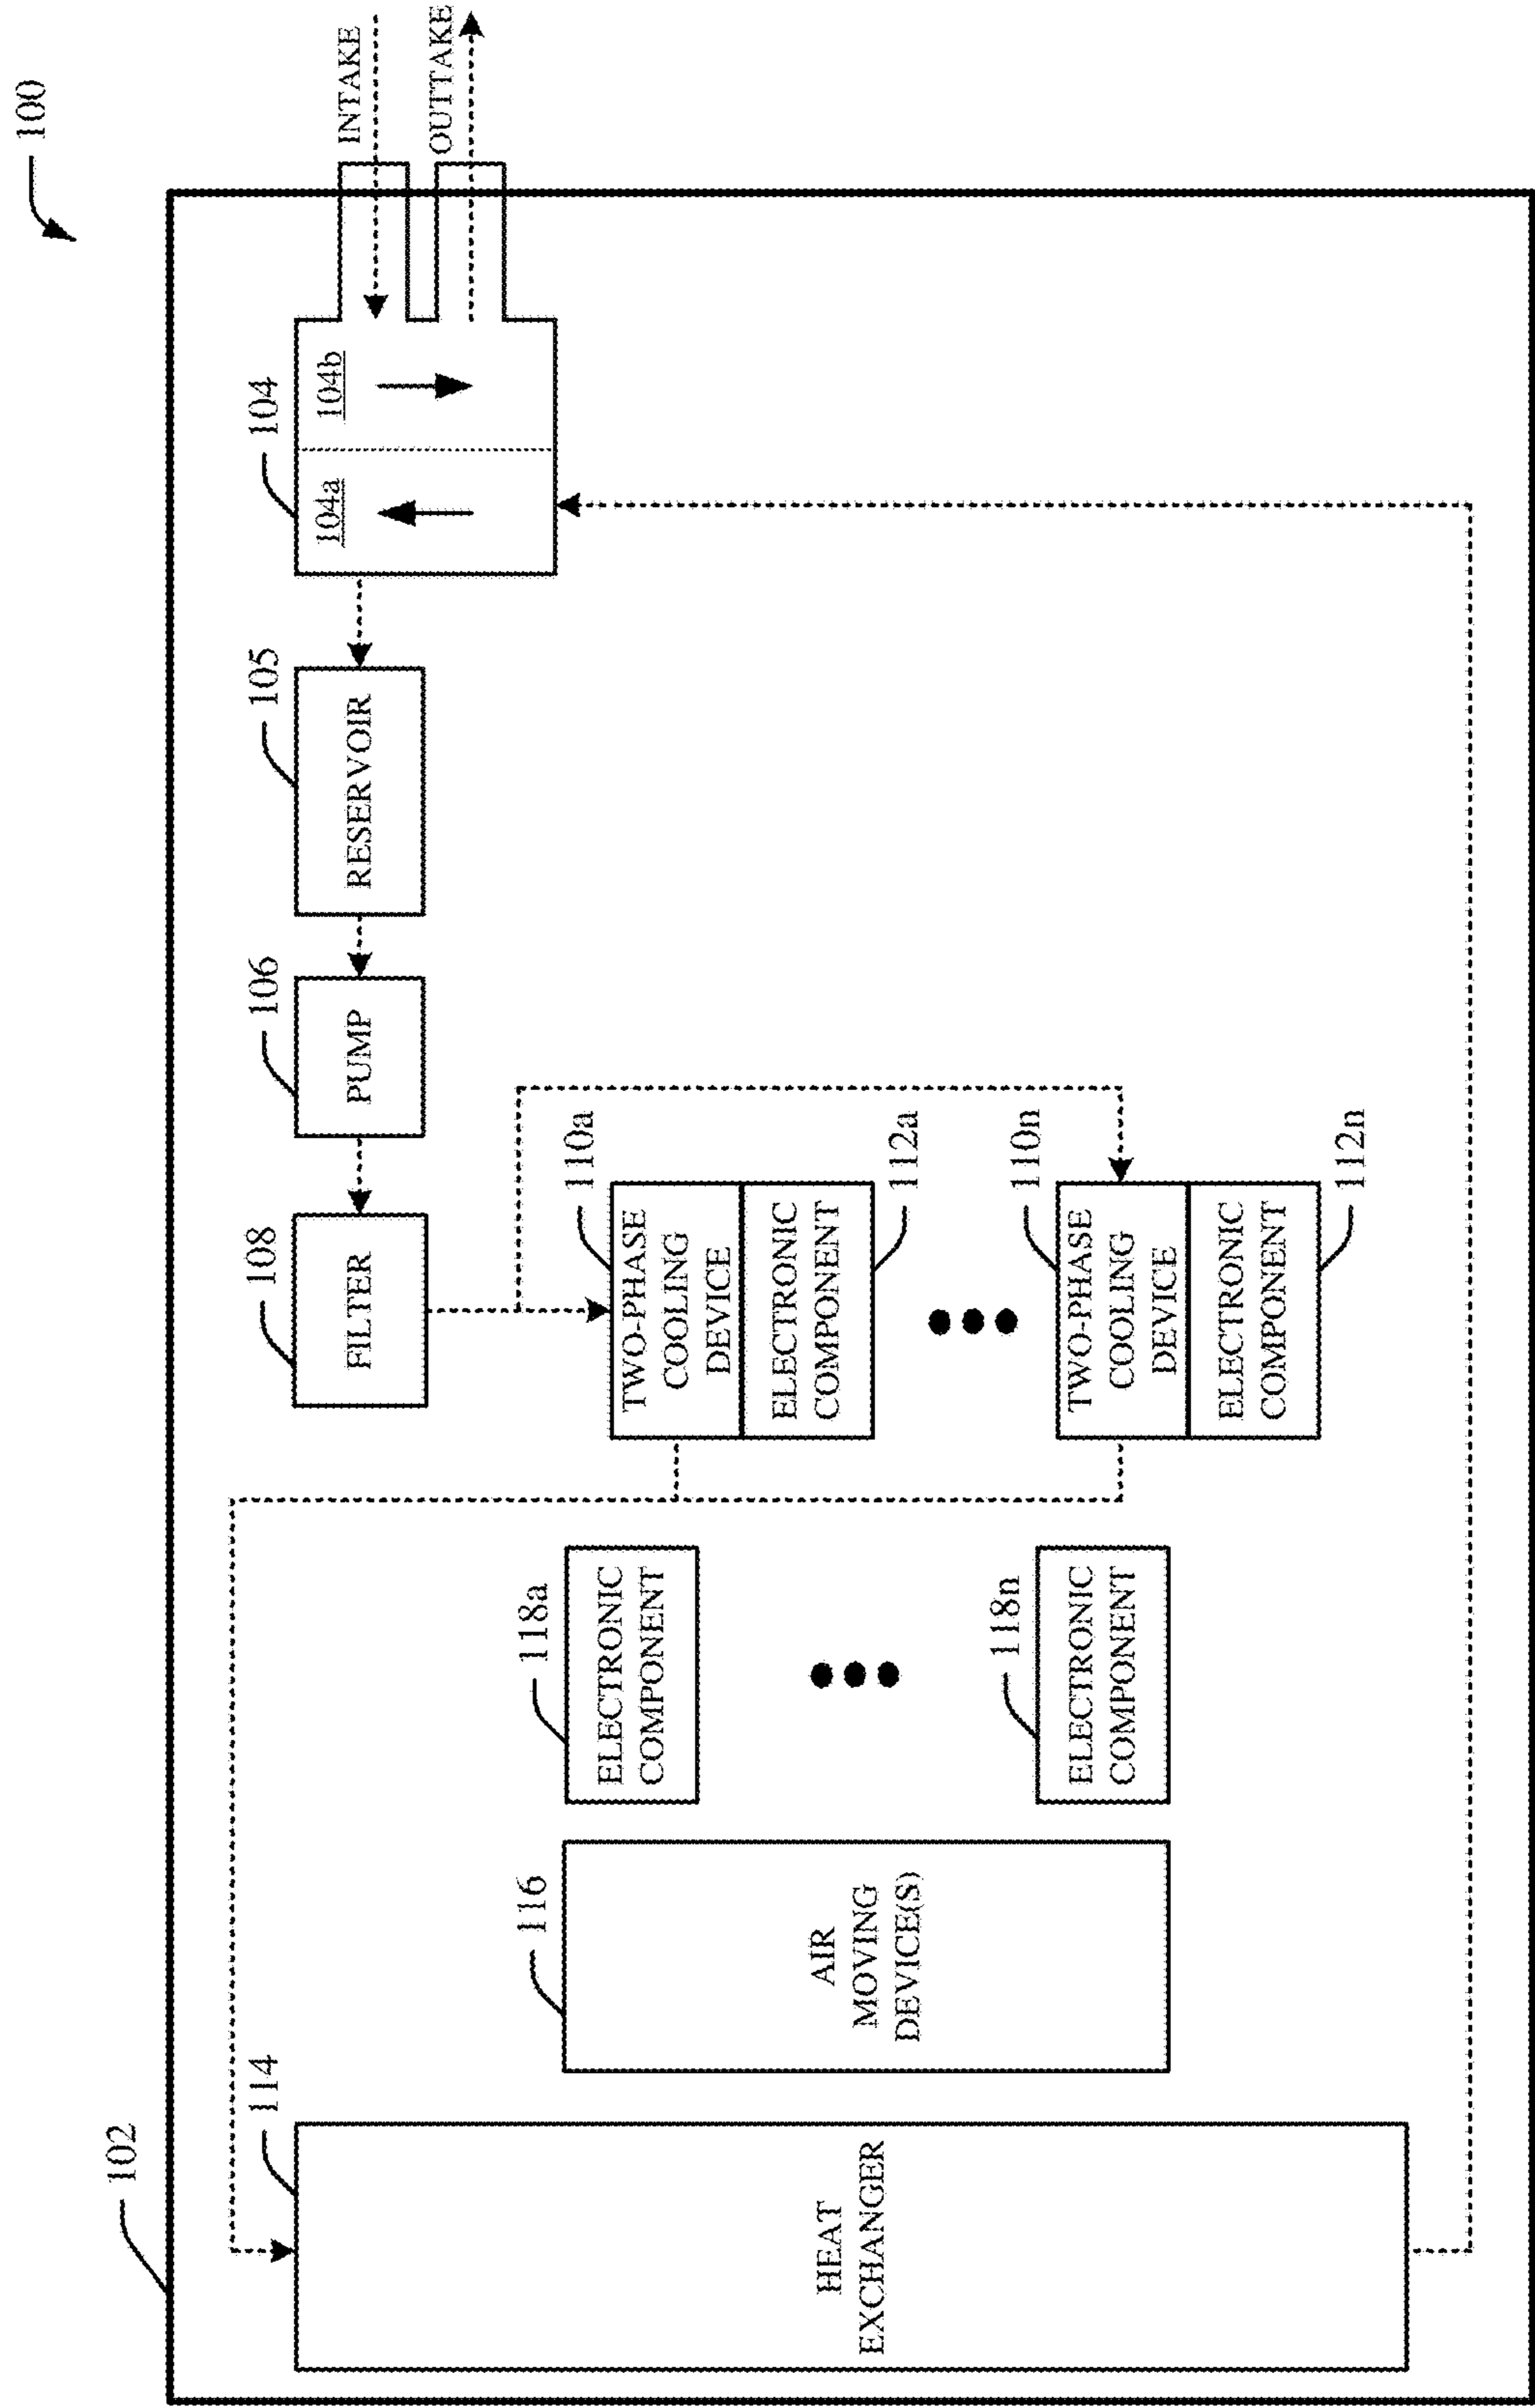 100
102
114
HEAT
EXCHANGER
116
AIR
MOVING
DEVICE(S)
118a
ELECTRONIC
COMPONENT
118n
ELECTRONIC
COMPONENT
108
FILTER
106
PUMP
105
RESERVOIR
104
104a
104b
INTAKE
OUTTAKE
110a
TWO-PHASE
COOLING
DEVICE
ELECTRONIC
COMPONENT
112a
110n
TWO-PHASE
COOLING
DEVICE
ELECTRONIC
COMPONENT
112n